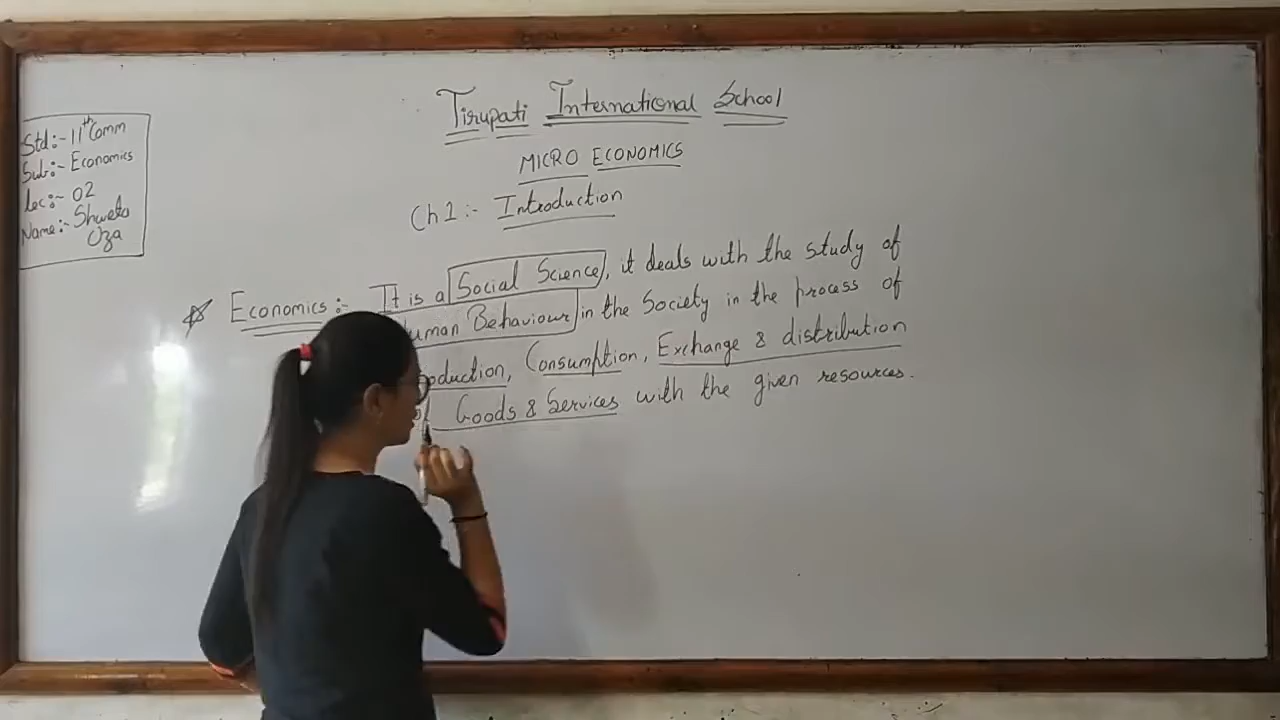 Tirupati International School
MICRO ECONOMICS
Ch 1:- Introduction
Std:- 11th Comm
Sub:- Economics
Lec:- 02
Name:- Shweta
Oza
Economics:- It is a Social Science, it deals with the study of
Human Behaviour in the Society in the process of
oduction, Consumption, Exchange & distribution
of Goods & Services with the given resources.